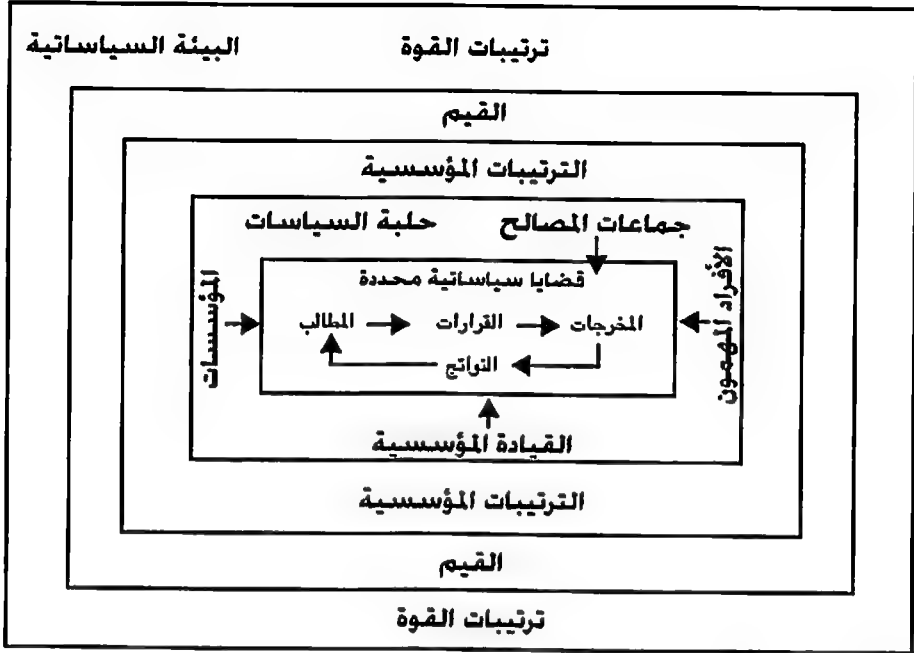 ترتيبات القوة
البيئة السياساتية
القيم
الترتيبات المؤسسية
جماعات المصالح
حلبة السياسات
الأفراد المهمون
قضايا سياساتية محددة
المؤسسات
المطالب
القرارات
المخرجات
النواتج
القيادة المؤسسية
الترتيبات المؤسسية
القيم
ترتيبات القوة